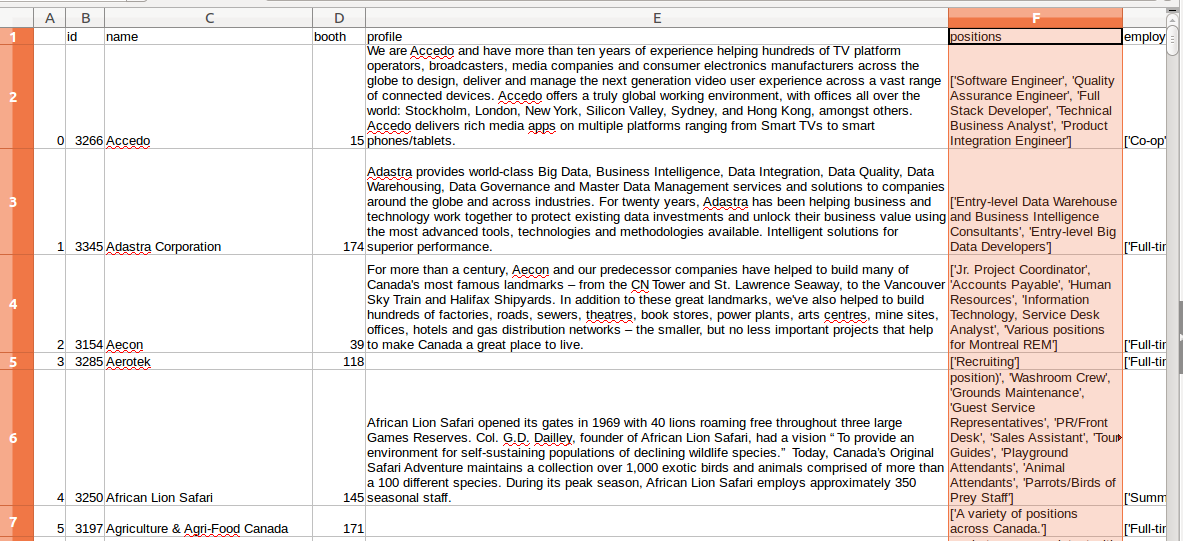 A B C D E F
1 id name booth profile positions employ
We are Accedo and have more than ten years of experience helping hundreds of TV platform
operators, broadcasters, media companies and consumer electronics manufacturers across the
globe to design, deliver and manage the next generation video user experience across a vast range
of connected devices. Accedo offers a truly global working environment, with offices all over the
world: Stockholm, London, New York, Silicon Valley, Sydney, and Hong Kong, amongst others.
Accedo delivers rich media apps on multiple platforms ranging from Smart TVs to smart
phones/tablets.
['Software Engineer', 'Quality
Assurance Engineer', 'Full
Stack Developer', 'Technical
Business Analyst', 'Product
Integration Engineer']
2 0 3266 Accedo 15 ['Co-op'
Adastra provides world-class Big Data, Business Intelligence, Data Integration, Data Quality, Data
Warehousing, Data Governance and Master Data Management services and solutions to companies
around the globe and across industries. For twenty years, Adastra has been helping business and
technology work together to protect existing data investments and unlock their business value using
the most advanced tools, technologies and methodologies available. Intelligent solutions for
superior performance.
['Entry-level Data Warehouse
and Business Intelligence
Consultants', 'Entry-level Big
Data Developers']
3 1 3345 Adastra Corporation 174 ['Full-tir
For more than a century, Aecon and our predecessor companies have helped to build many of
Canada's most famous landmarks – from the CN Tower and St. Lawrence Seaway, to the Vancouver
Sky Train and Halifax Shipyards. In addition to these great landmarks, we've also helped to build
hundreds of factories, roads, sewers, theatres, book stores, power plants, arts centres, mine sites,
offices, hotels and gas distribution networks – the smaller, but no less important projects that help
to make Canada a great place to live.
['Jr. Project Coordinator',
'Accounts Payable', 'Human
Resources', 'Information
Technology, Service Desk
Analyst', 'Various positions
for Montreal REM']
4 2 3154 Aecon 39 ['Full-tir
5 3 3285 Aerotek 118 ['Recruiting'] ['Full-tir
African Lion Safari opened its gates in 1969 with 40 lions roaming free throughout three large
Games Reserves. Col. G.D. Dailley, founder of African Lion Safari, had a vision “ To provide an
environment for self-sustaining populations of declining wildlife species.”  Today, Canada's Original
Safari Adventure maintains a collection over 1,000 exotic birds and animals comprised of more than
a 100 different species. During its peak season, African Lion Safari employs approximately 350
seasonal staff.
position)', 'Washroom Crew',
'Grounds Maintenance',
'Guest Service
Representatives', 'PR/Front
Desk', 'Sales Assistant', 'Tour
Guides', 'Playground
Attendants', 'Animal
Attendants', 'Parrots/Birds of
Prey Staff']
6 4 3250 African Lion Safari 145 ['Summ
['A variety of positions
across Canada.']
7 5 3197 Agriculture & Agri-Food Canada 171 ['Full-tir